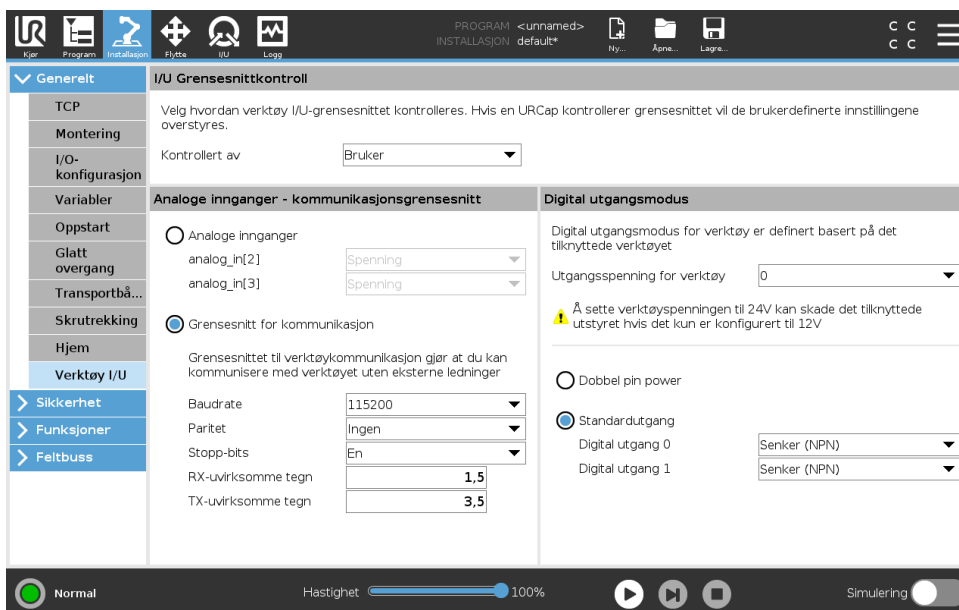 UR
PROGRAM <unnamed>
INSTALLASJON default*
Kjør
Program
Installasjon
Flytte
I/U
Logg
Ny...
Åpne...
Lagre...
C C
C C
Generelt
TCP
Montering
I/O-
konfigurasjon
Variabler
Oppstart
Glatt
overgang
Transportbå...
Skrutrekking
Hjem
Verktøy I/U
Sikkerhet
Funksjoner
Feltbuss
I/U Grensesnittkontroll
Velg hvordan verktøy I/U-grensesnittet kontrolleres. Hvis en URCap kontrollerer grensesnittet vil de brukerdefinerte innstillingene
overstyres.
Kontrollert av Bruker
Analoge innganger - kommunikasjonsgrensesnitt
Analoge innganger
analog_in[2] Spenning
analog_in[3] Spenning
Grensesnitt for kommunikasjon
Grensesnittet til verktøykommunikasjon gjør at du kan
kommunisere med verktøyet uten eksterne ledninger
Baudrate 115200
Paritet Ingen
Stopp-bits En
RX-uvirksomme tegn 1,5
TX-uvirksomme tegn 3,5
Digital utgangsmodus
Digital utgangsmodus for verktøy er definert basert på det
tilknyttede verktøyet
Utgangsspenning for verktøy 0
Å sette verktøyspenningen til 24V kan skade det tilknyttede
utstyret hvis det kun er konfigurert til 12V
Dobbel pin power
Standardutgang
Digital utgang 0 Senker (NPN)
Digital utgang 1 Senker (NPN)
Normal
Hastighet 100%
Simulering